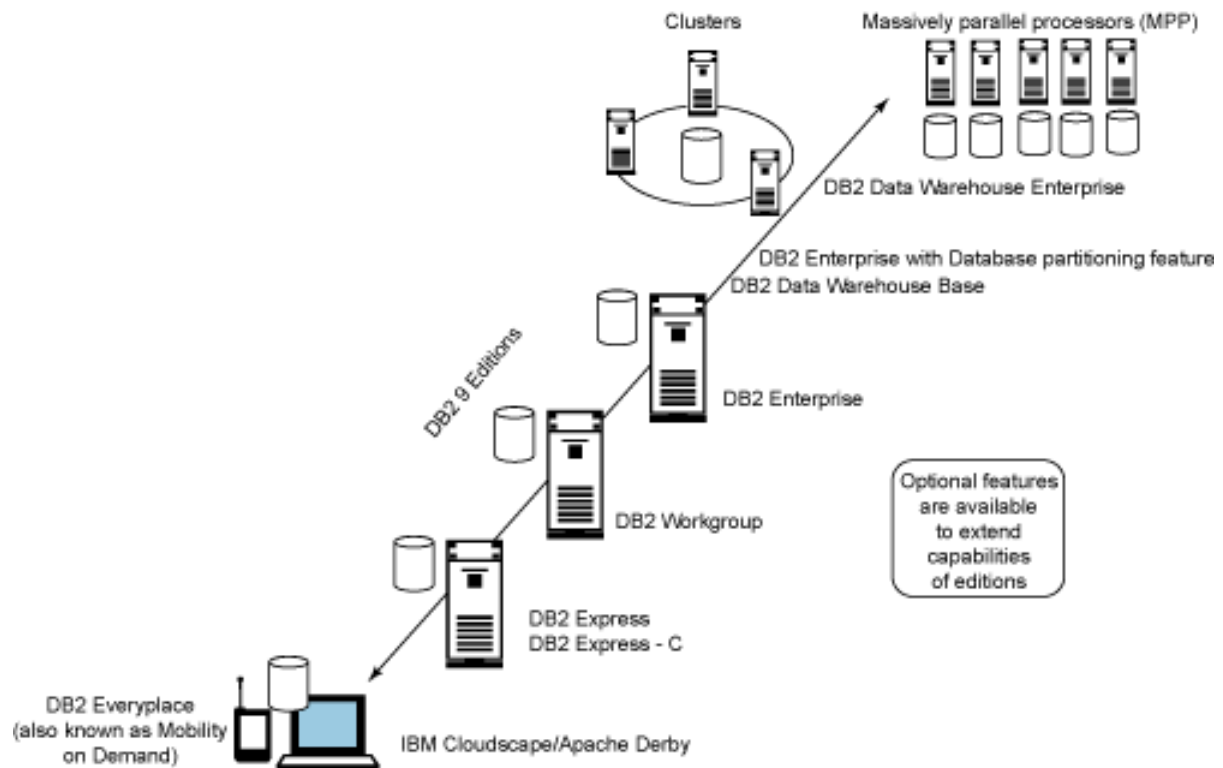 Clusters
Massively parallel processors (MPP)
DB2 Data Warehouse Enterprise
DB2 Enterprise with Database partitioning feature
DB2 Data Warehouse Base
DB2 9 Editions
DB2 Enterprise
Optional features
are available
to extend
capabilities
of editions
DB2 Workgroup
DB2 Express
DB2 Express - C
DB2 Everyplace
(also known as Mobility
on Demand)
IBM Cloudscape/Apache Derby